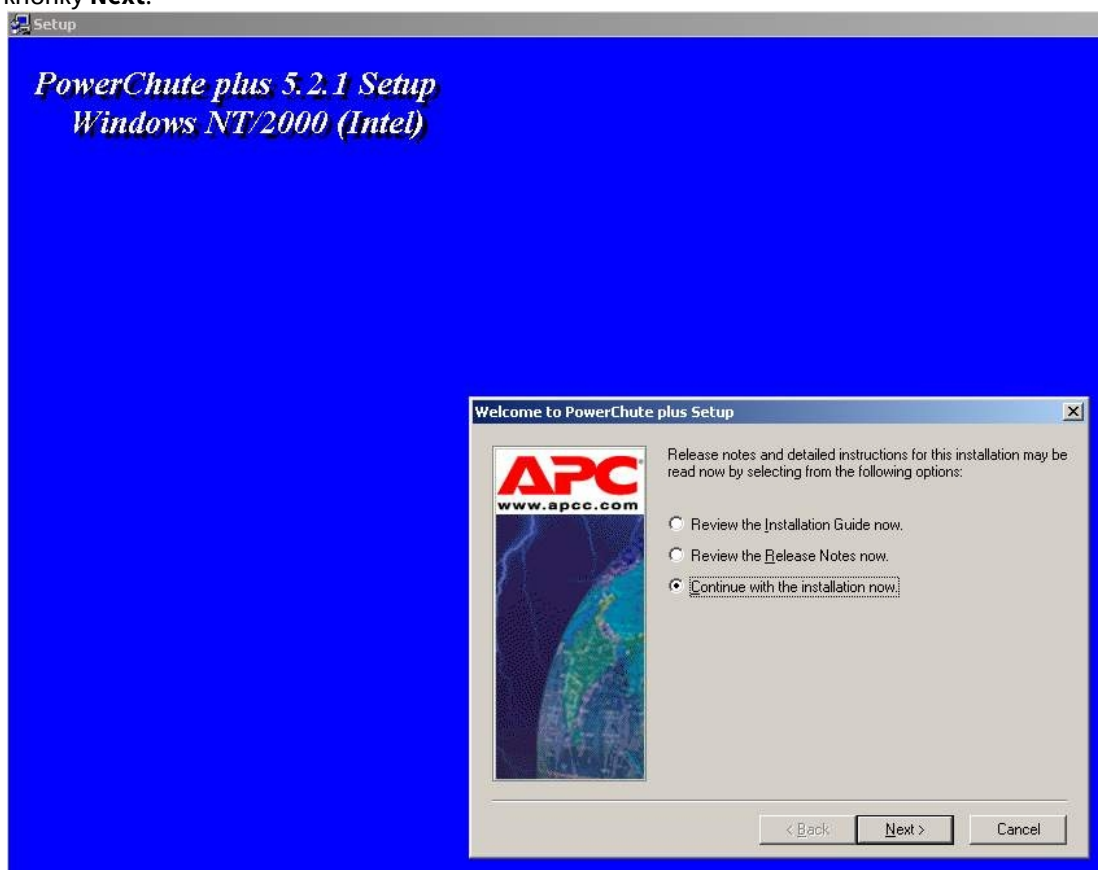 кнопку Next.
Setup
PowerChute plus 5.2.1 Setup
Windows NT/2000 (Intel)
Welcome to PowerChute plus Setup
APC
www.apcc.com
Release notes and detailed instructions for this installation may be
read now by selecting from the following options:
Review the Installation Guide now.
Review the Release Notes now.
Continue with the installation now.
< Back
Next >
Cancel